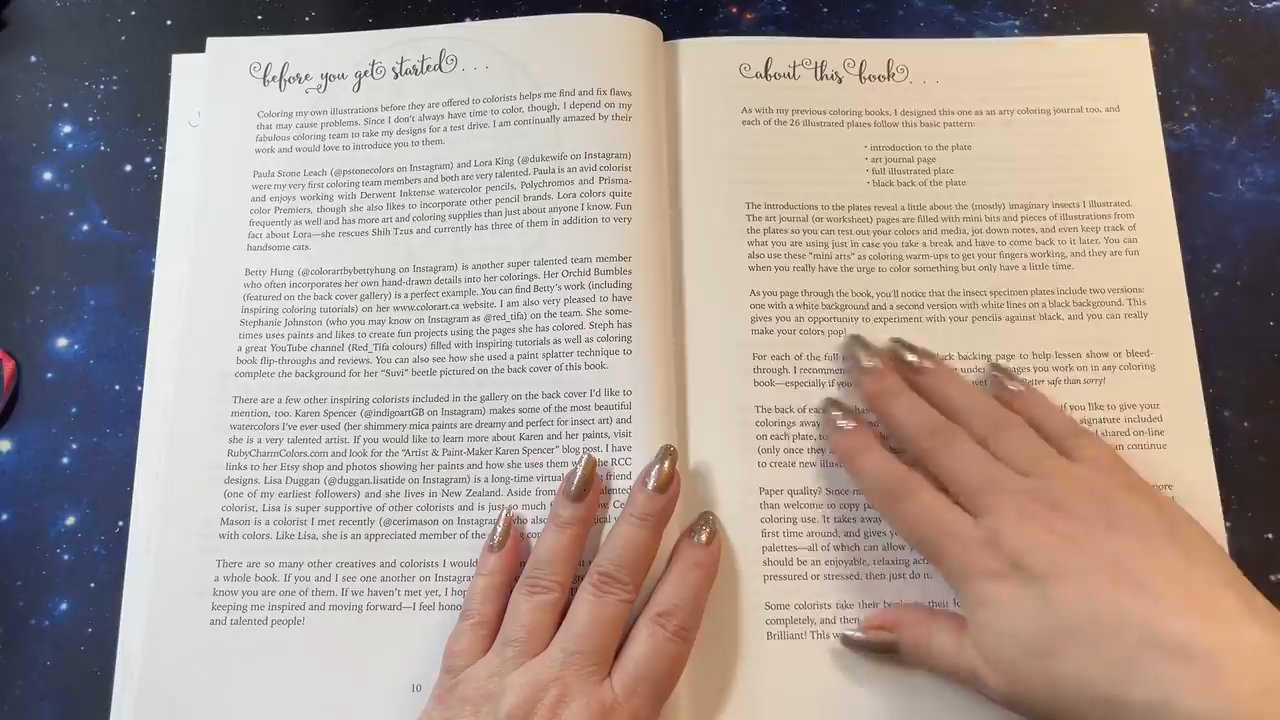 before you get started. . .
Coloring my own illustrations before they are offered to colorists helps me find and fix flaws
that may cause problems. Since I don't always have time to color, though, I depend on my
fabulous coloring team to take my designs for a test drive. I am continually amazed by their
work and would love to introduce you to them.
Paula Stone Leach (@pstonecolors on Instagram) and Lora King (@dukewife on Instagram)
were my very first coloring team members and both are very talented. Paula is an avid colorist
and enjoys working with Derwent Inktense watercolor pencils, Polychromos and Prisma-
color Premiers, though she also likes to incorporate other pencil brands. Lora colors quite
frequently as well and has more art and coloring supplies than just about anyone I know. Fun
fact about Lora—she rescues Shih Tzus and currently has three of them in addition to very
handsome cats.
Betty Hung (@colorartbybettyhung on Instagram) is another super talented team member
who often incorporates her own hand-drawn details into her colorings. Her Orchid Bumbles
(featured on the back cover gallery) is a perfect example. You can find Betty's work (including
inspiring coloring tutorials) on her www.colorart.ca website. I am also very pleased to have
Stephanie Johnston (who you may know on Instagram as @red_tifa) on the team. She some-
times uses paints and likes to create fun projects using the pages she has colored. Steph has
a great YouTube channel (Red_Tifa colours) filled with inspiring tutorials as well as coloring
book flip-throughs and reviews. You can also see how she used a paint splatter technique to
complete the background for her "Suvi" beetle pictured on the back cover of this book.
There are a few other inspiring colorists included in the gallery on the back cover I'd like to
mention, too. Karen Spencer (@indigoartGB on Instagram) makes some of the most beautiful
watercolors I've ever used (her shimmery mica paints are dreamy and perfect for insect art) and
she is a very talented artist. If you would like to learn more about Karen and her paints, visit
RubyCharmColors.com and look for the "Artist & Paint-Maker Karen Spencer" blog post. I have
links to her Etsy shop and photos showing her paints and how she uses them the RCC
designs. Lisa Duggan (@duggan.lisatide on Instagram) is a long-time virtual friend
(one of my earliest followers) and she lives in New Zealand. Aside from talented
colorist, Lisa is super supportive of other colorists and is just so much
Mason is a colorist I met recently (@cerimason on Instagram who also
with colors. Like Lisa, she is an appreciated member of the
There are so many other creatives and colorists I would
a whole book. If you and I see one another on Instagram
know you are one of them. If we haven't met yet, I
keeping me inspired and moving forward—I feel
and talented people!
10
about this book. . .
As with my previous coloring books, I designed this one as an arty coloring journal too, and
each of the 26 illustrated plates follow this basic pattern:
• introduction to the plate
• art journal page
• full illustrated plate
• black back of the plate
The introductions to the plates reveal a little about the (mostly) imaginary insects I illustrated.
The art journal (or worksheet) pages are filled with mini bits and pieces of illustrations from
the plates so you can test out your colors and media, jot down notes, and even keep track of
what you are using just in case you take a break and have to come back to it later. You can
also use these "mini arts" as coloring warm-ups to get your fingers working, and they are fun
when you really have the urge to color something but only have a little time.
As you page through the book, you'll notice that the insect specimen plates include two versions:
one with a white background and a second version with white lines on a black background. This
gives you an opportunity to experiment with your pencils against black, and you can really
make your colors pop!
For each of the full backing page to help lessen show or bleed-
through. I recommend pages you work on in any coloring
book—especially if you wet Better safe than sorry!
The back of each if you like to give your
colorings away signature included
on each plate, shared on-line
(only once they can continue
to create new
Paper quality? Since more
than welcome to copy
coloring use. It takes away
first time around, and gives
palettes—all of which can allow
should be an enjoyable, relaxing
pressured or stressed, then just do it.
Some colorists take their their
completely, and then
Brilliant! This